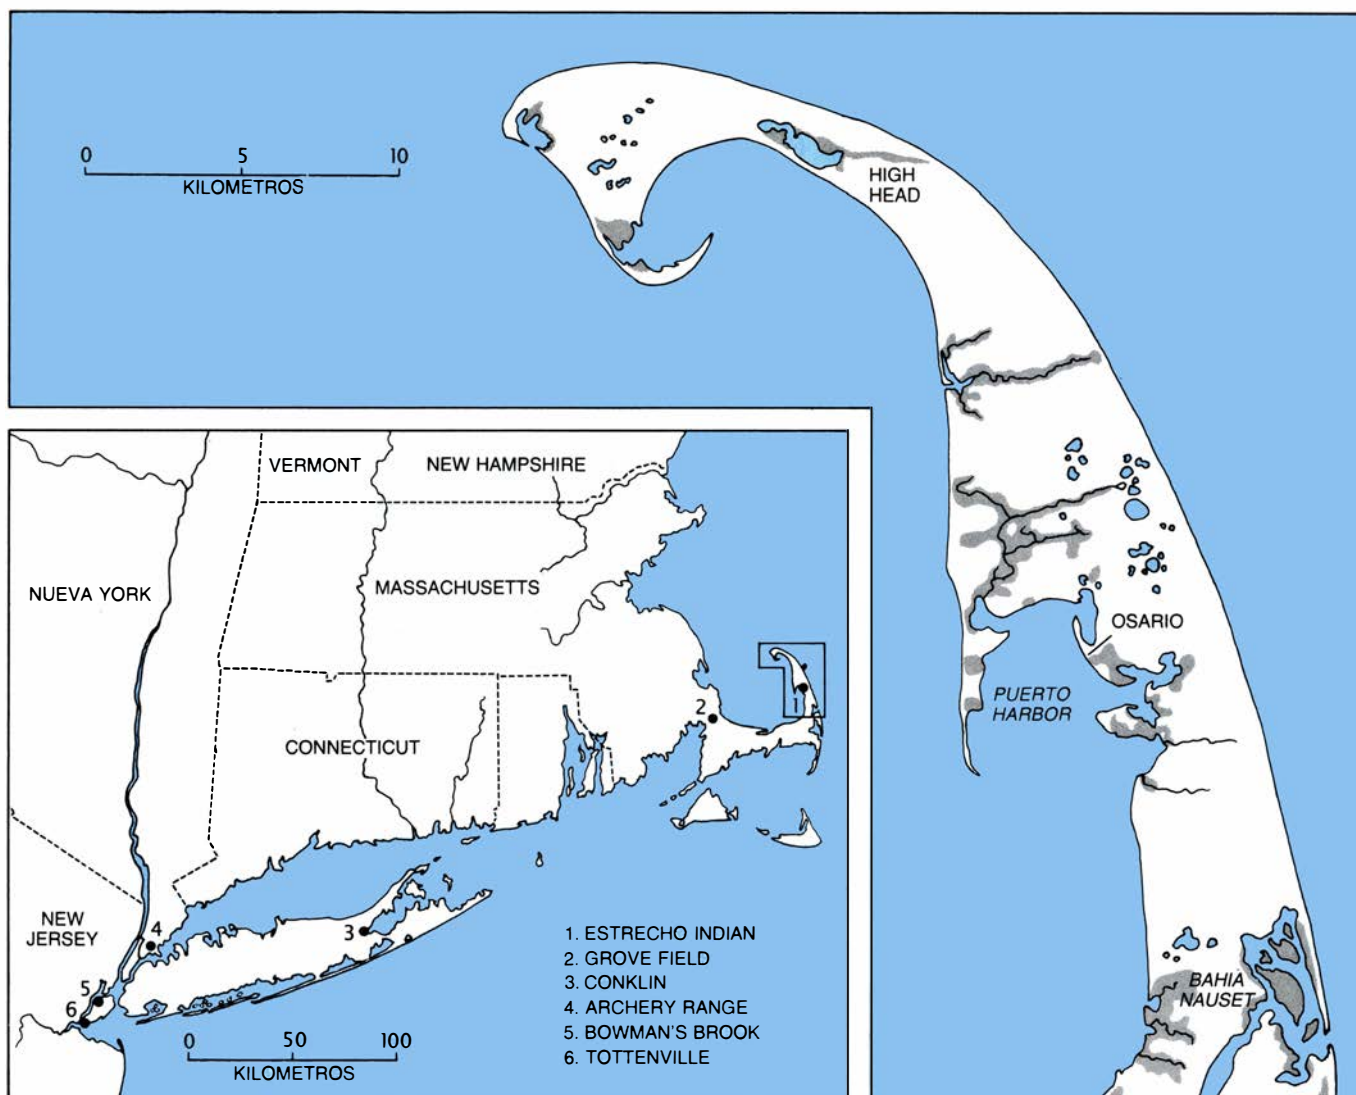 0 5 10
KILOMETROS
HIGH
HEAD
OSARIO
PUERTO
HARBOR
BAHIA
NAUSET
VERMONT
NEW HAMPSHIRE
NUEVA YORK
MASSACHUSETTS
CONNECTICUT
NEW
JERSEY
1
2
3
4
5
6
1. ESTRECHO INDIAN
2. GROVE FIELD
3. CONKLIN
4. ARCHERY RANGE
5. BOWMAN'S BROOK
6. TOTTENVILLE
0 50 100
KILOMETROS